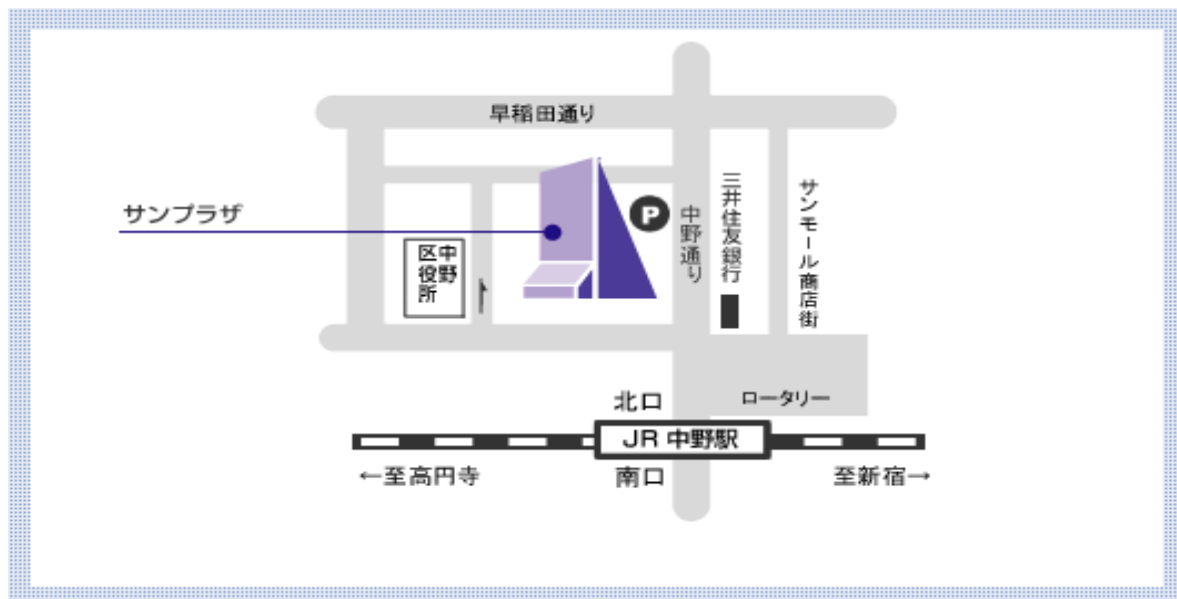 早稲田通り
サンプラザ
中野
区役所
P
中野通り
三井住友銀行
サンモール商店街
北口
ロータリー
JR 中野駅
←至高円寺
南口
至新宿→